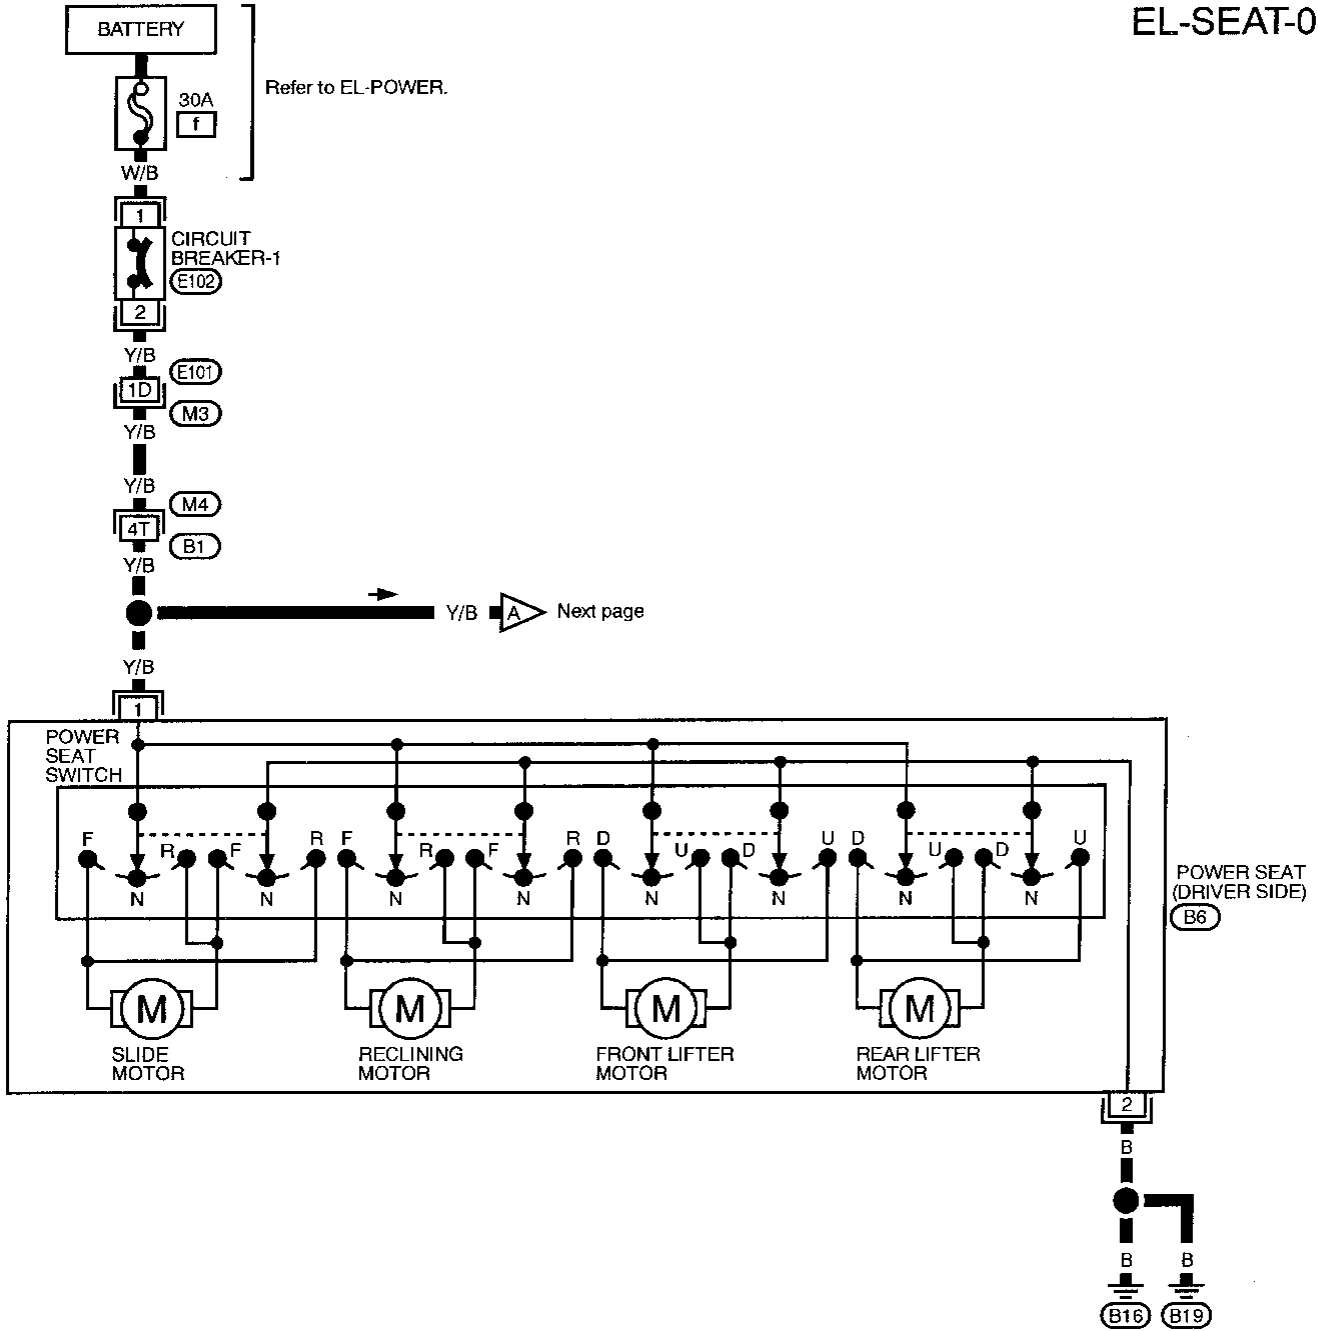 EL-SEAT-0
BATTERY
Refer to EL-POWER.
30A
f
W/B
1
CIRCUIT
BREAKER-1
E102
2
Y/B
E101
1D
M3
Y/B
Y/B
M4
4T
B1
Y/B
Y/B
A
Next page
Y/B
1
POWER
SEAT
SWITCH
F R F R F R F R D U D U D U D U
N N N N N N N N
POWER SEAT
(DRIVER SIDE)
B6
M M M M
SLIDE
MOTOR
RECLINING
MOTOR
FRONT LIFTER
MOTOR
REAR LIFTER
MOTOR
2
B
B B
B16 B19